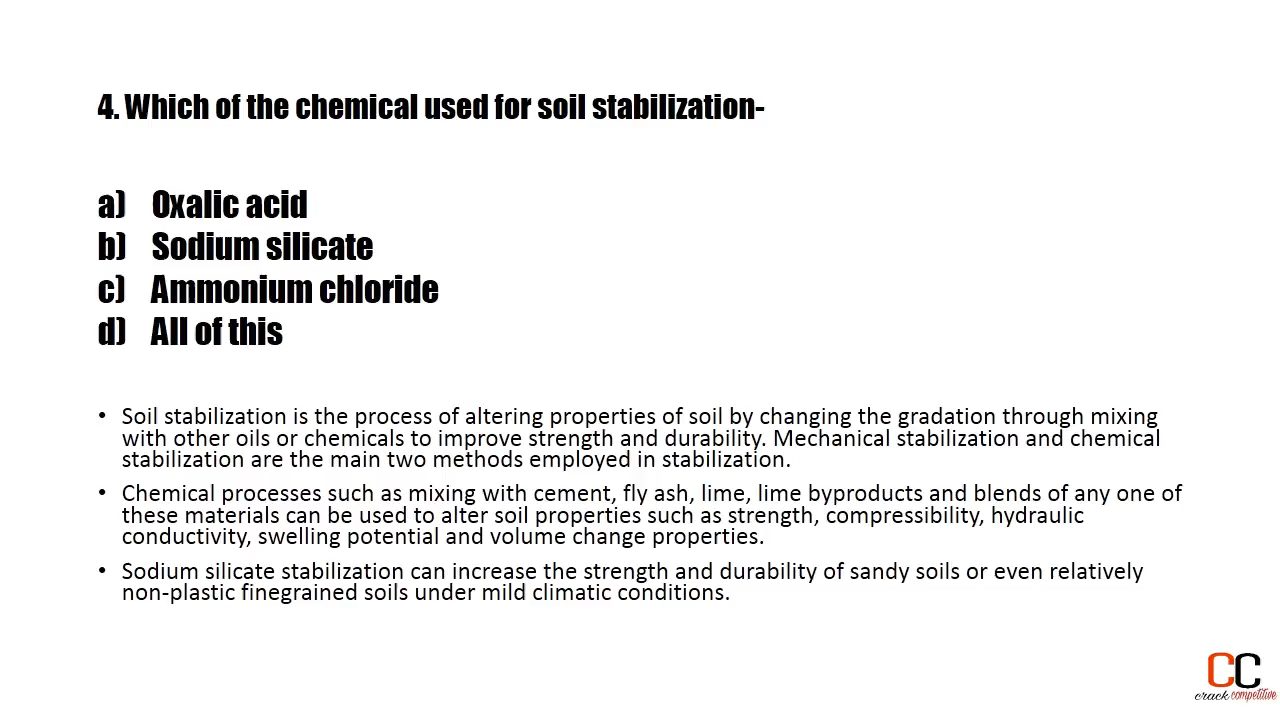 4. Which of the chemical used for soil stabilization-
a) Oxalic acid
b) Sodium silicate
c) Ammonium chloride
d) All of this
• Soil stabilization is the process of altering properties of soil by changing the gradation through mixing
with other oils or chemicals to improve strength and durability. Mechanical stabilization and chemical
stabilization are the main two methods employed in stabilization.
• Chemical processes such as mixing with cement, fly ash, lime, lime byproducts and blends of any one of
these materials can be used to alter soil properties such as strength, compressibility, hydraulic
conductivity, swelling potential and volume change properties.
• Sodium silicate stabilization can increase the strength and durability of sandy soils or even relatively
non-plastic finegrained soils under mild climatic conditions.
CC
crack competitive